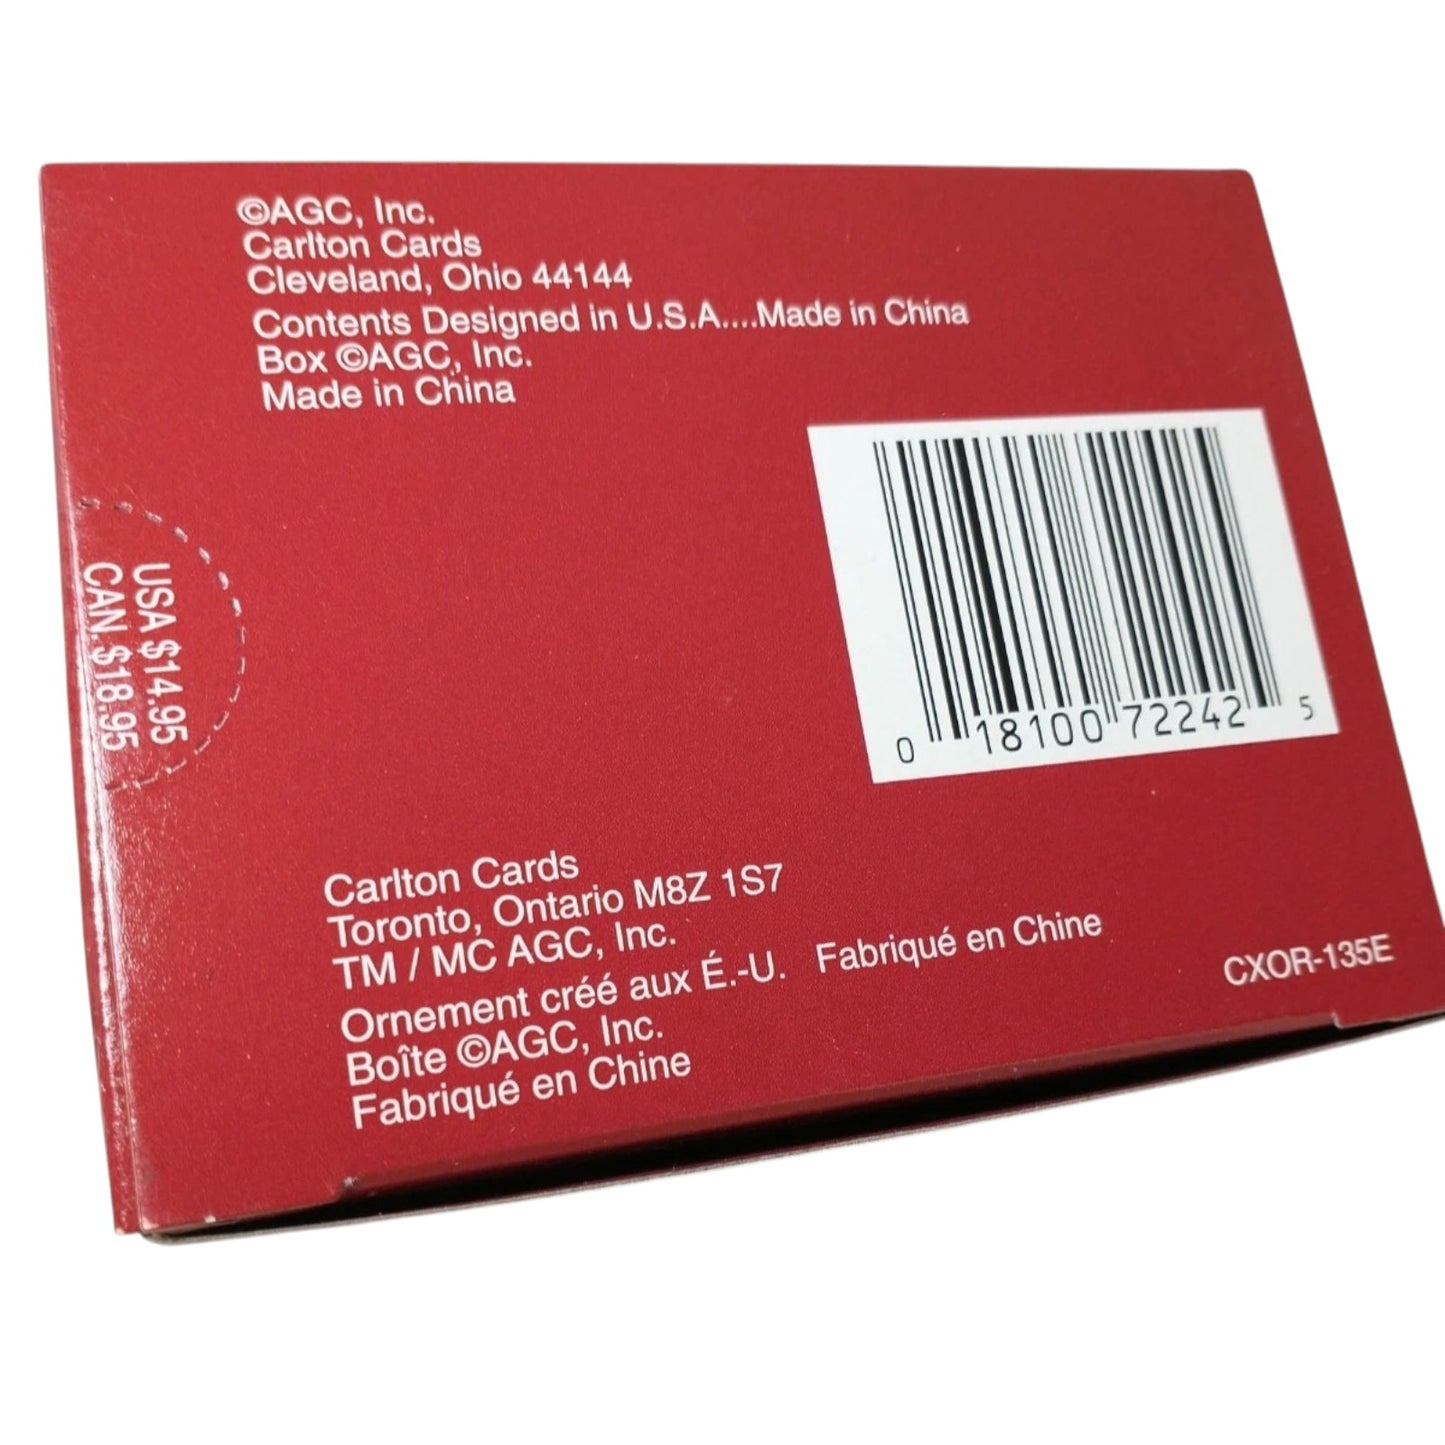 ©AGC, Inc.
Carlton Cards
Cleveland, Ohio 44144
Contents Designed in U.S.A....Made in China
Box ©AGC, Inc.
Made in China
USA $14.95
CAN. $18.95
0 18100 72242 5
Carlton Cards
Toronto, Ontario M8Z 1S7
TM / MC AGC, Inc.
Ornement créé aux É.-U. Fabriqué en Chine
Boîte ©AGC, Inc.
Fabriqué en Chine
CXOR-135E